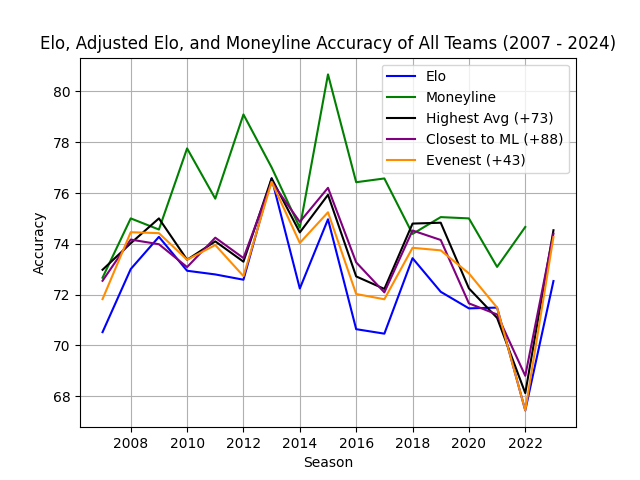 Elo, Adjusted Elo, and Moneyline Accuracy of All Teams (2007 - 2024)
Elo
Moneyline
Highest Avg (+73)
Closest to ML (+88)
Evenest (+43)
80
78
76
74
72
70
68
Accuracy
2008 2010 2012 2014 2016 2018 2020 2022
Season